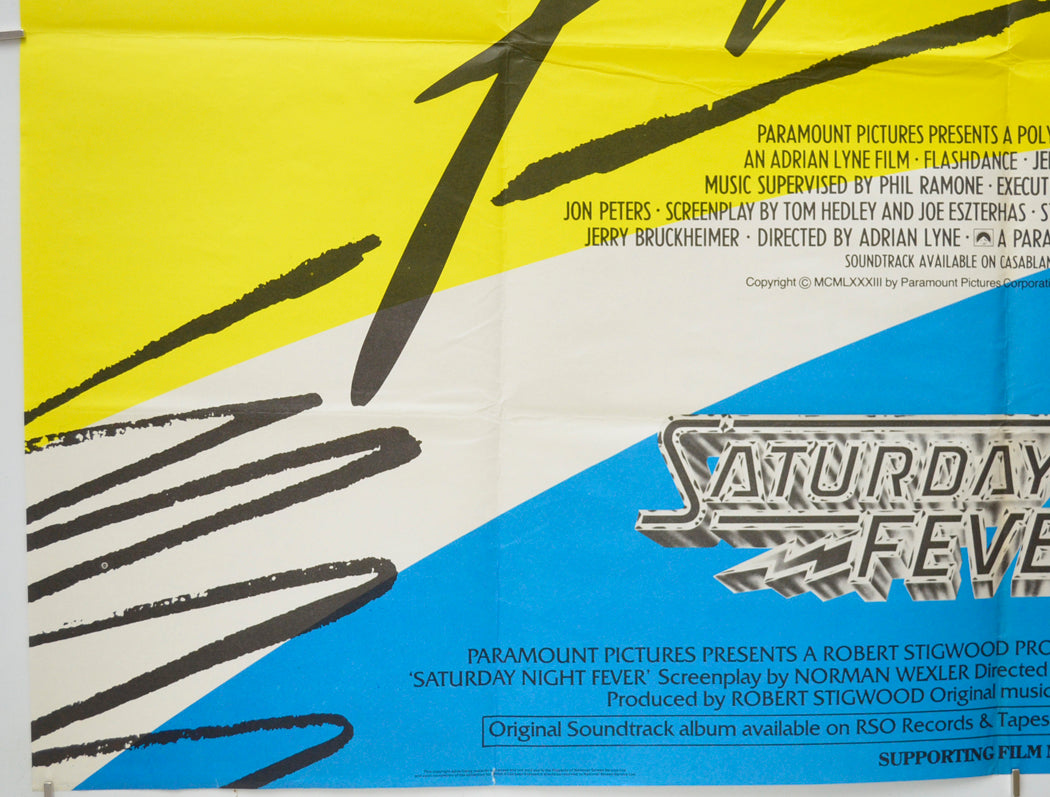 PARAMOUNT PICTURES PRESENTS A POLY
AN ADRIAN LYNE FILM · FLASHDANCE · JE
MUSIC SUPERVISED BY PHIL RAMONE · EXECUT
JON PETERS · SCREENPLAY BY TOM HEDLEY AND JOE ESZTERHAS · S
JERRY BRUCKHEIMER · DIRECTED BY ADRIAN LYNE · A PARA
SOUNDTRACK AVAILABLE ON CASABLAN
Copyright © MCMLXXXIII by Paramount Pictures Corporatio
SATURDAY
FEVE
PARAMOUNT PICTURES PRESENTS A ROBERT STIGWOOD PRO
'SATURDAY NIGHT FEVER' Screenplay by NORMAN WEXLER Directed
Produced by ROBERT STIGWOOD Original music
Original Soundtrack album available on RSO Records & Tapes
SUPPORTING FILM